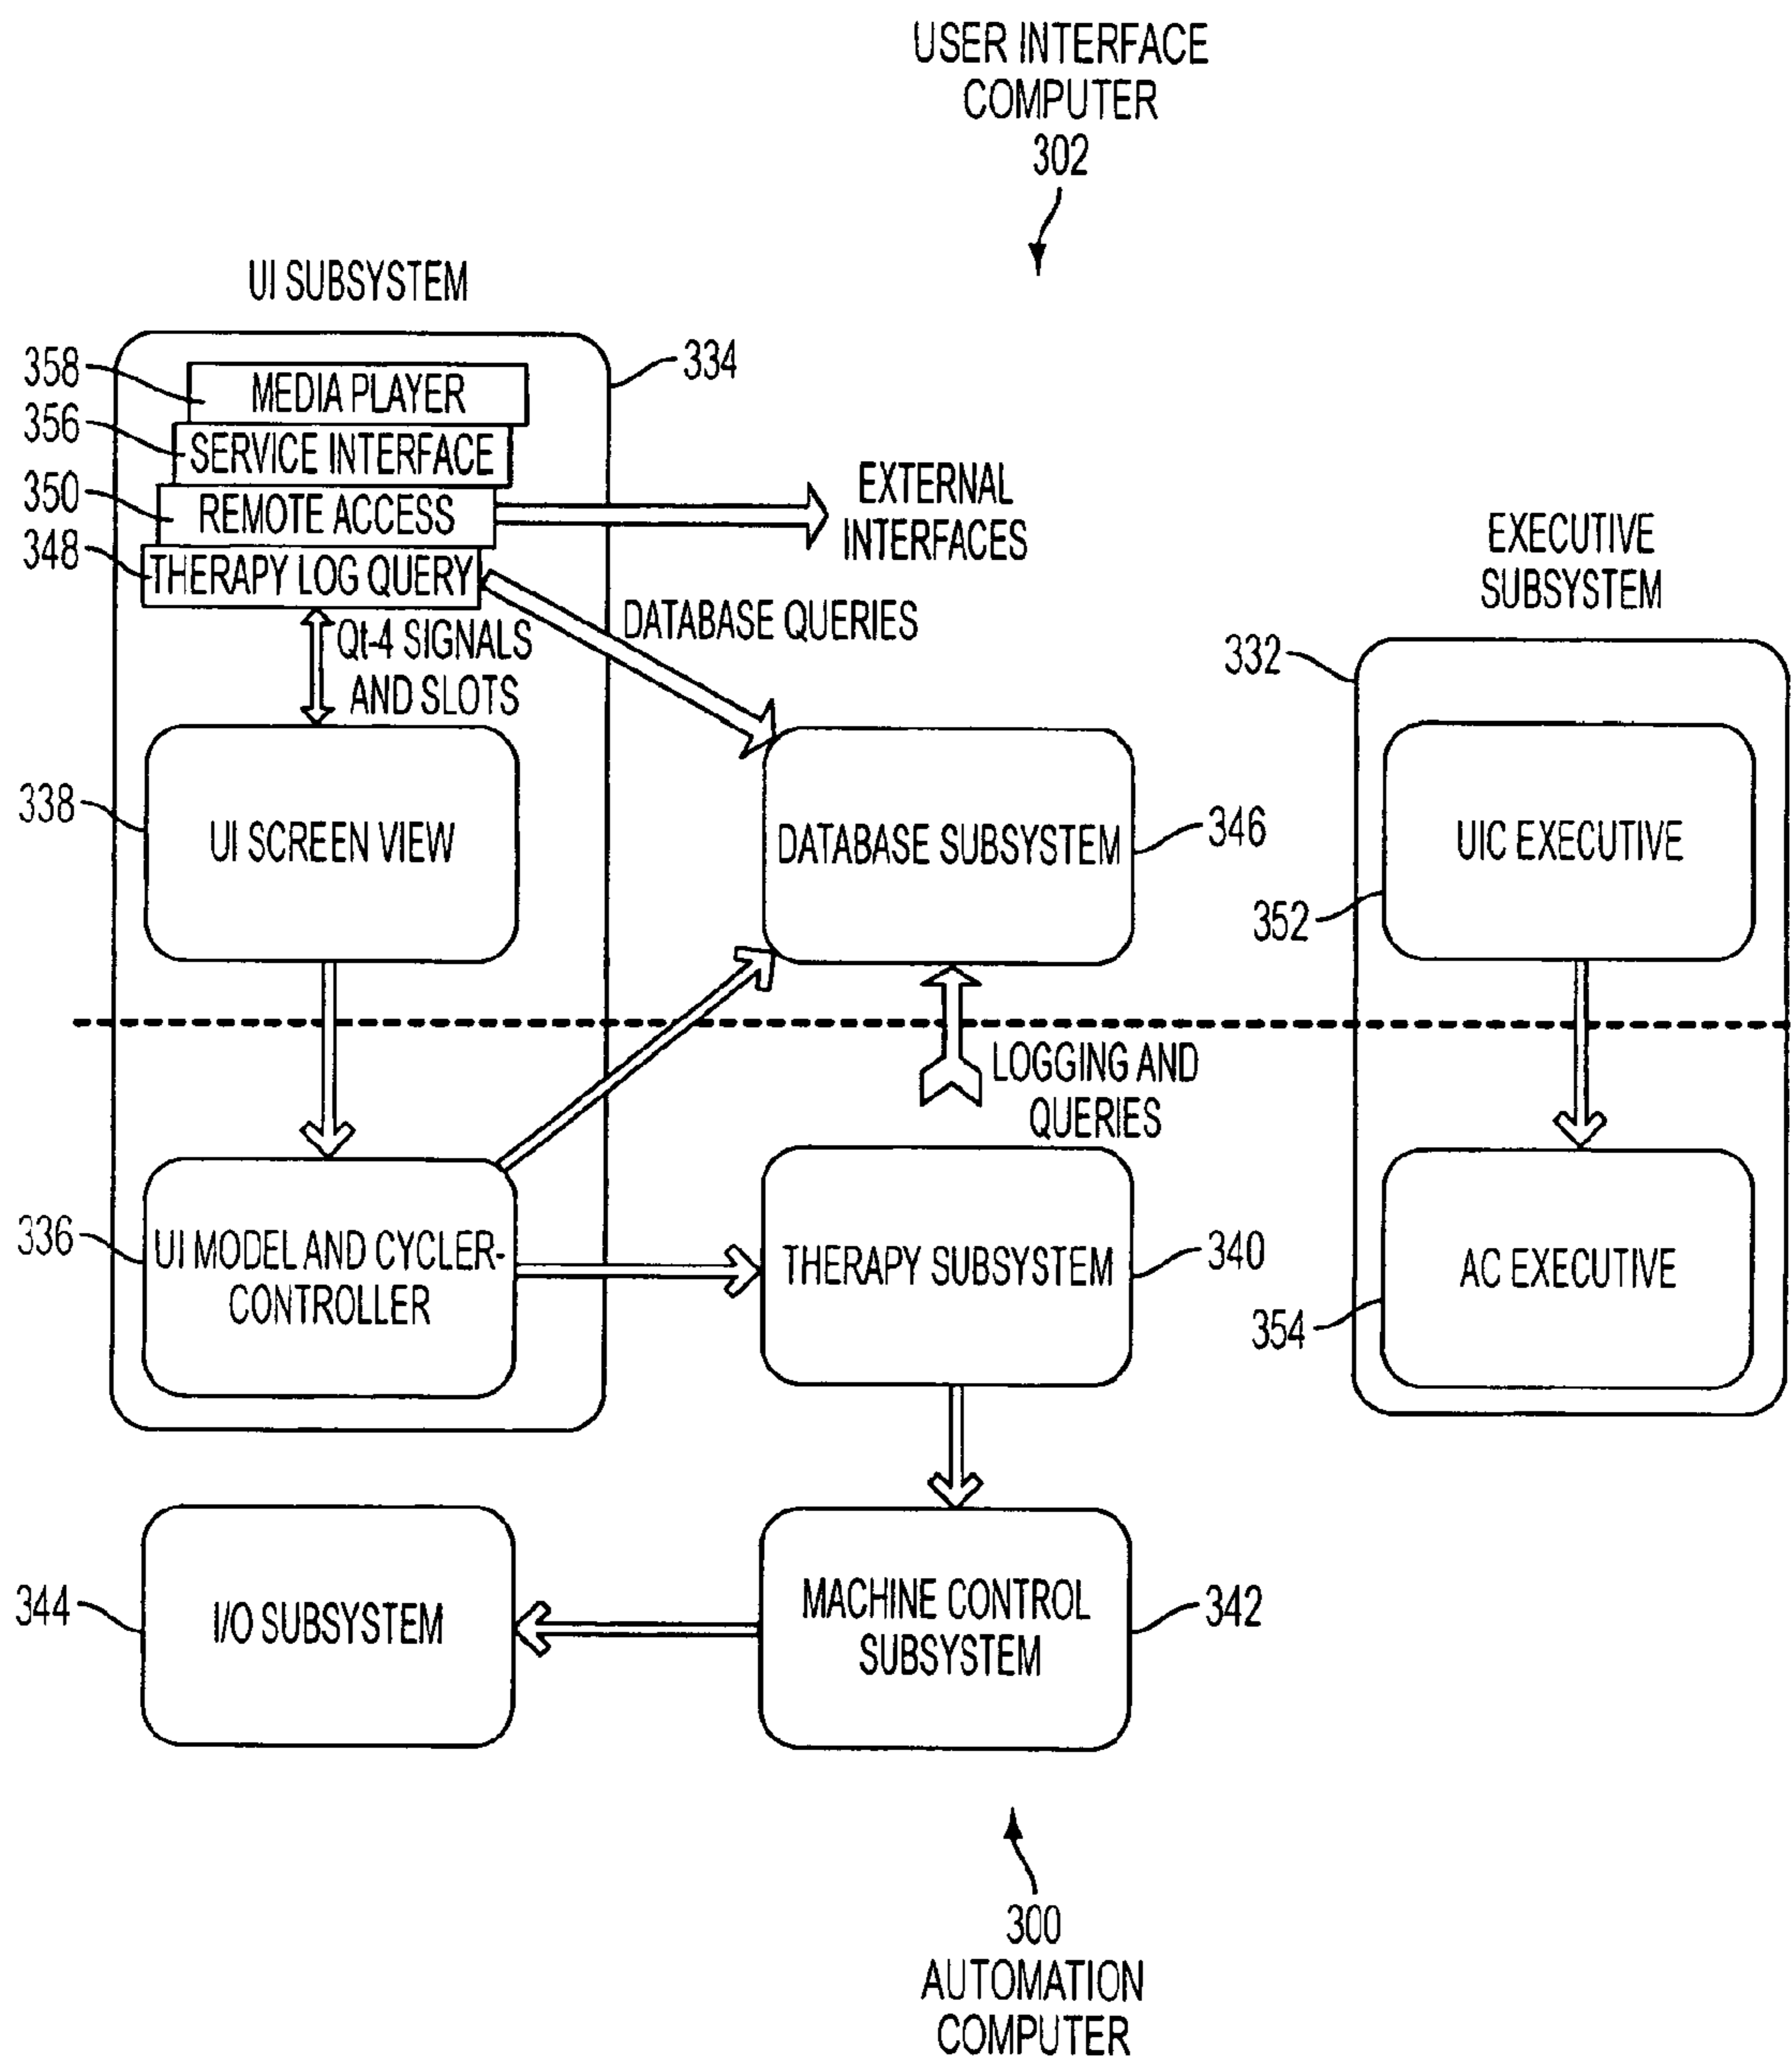 USER INTERFACE
COMPUTER
302
UI SUBSYSTEM
334
358
MEDIA PLAYER
356
SERVICE INTERFACE
350
REMOTE ACCESS
348
THERAPY LOG QUERY
EXTERNAL
INTERFACES
DATABASE QUERIES
Qt-4 SIGNALS
AND SLOTS
EXECUTIVE
SUBSYSTEM
332
338
UI SCREEN VIEW
DATABASE SUBSYSTEM
346
UIC EXECUTIVE
352
LOGGING AND
QUERIES
336
UI MODEL AND CYCLER-
CONTROLLER
THERAPY SUBSYSTEM
340
AC EXECUTIVE
354
344
I/O SUBSYSTEM
MACHINE CONTROL
SUBSYSTEM
342
300
AUTOMATION
COMPUTER